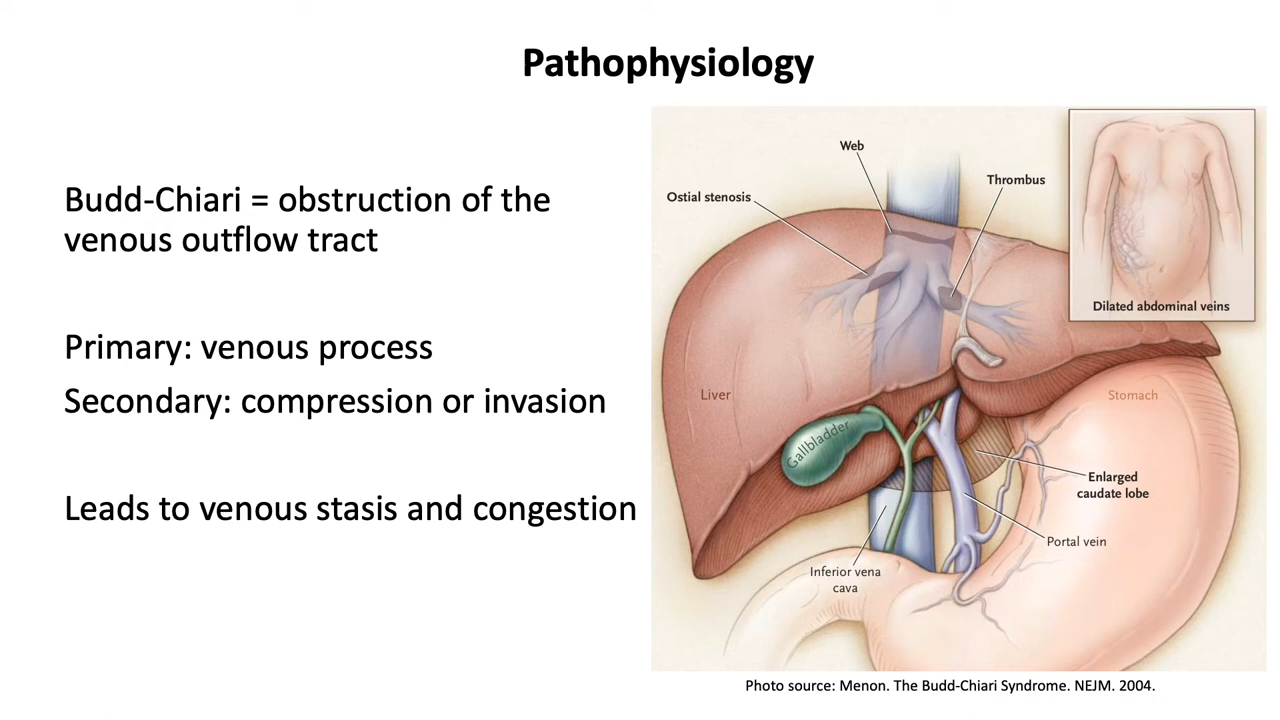 Pathophysiology
Budd-Chiari = obstruction of the
venous outflow tract
Primary: venous process
Secondary: compression or invasion
Leads to venous stasis and congestion
Web
Thrombus
Ostial stenosis
Dilated abdominal veins
Liver
Stomach
Gallbladder
Enlarged
caudate lobe
Portal vein
Inferior vena
cava
Photo source: Menon. The Budd-Chiari Syndrome. NEJM. 2004.